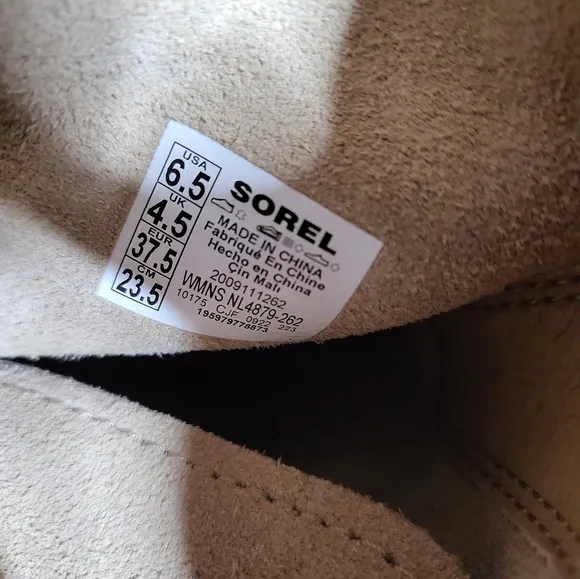 USA
6.5
UK
4.5
EUR
37.5
CM
23.5
SOREL
MADE IN CHINA
Fabriqué En Chine
Hecho en China
Çin Malı
2009111262
WMNS NL4879-262
10175 CJF 0922 223
195979778873